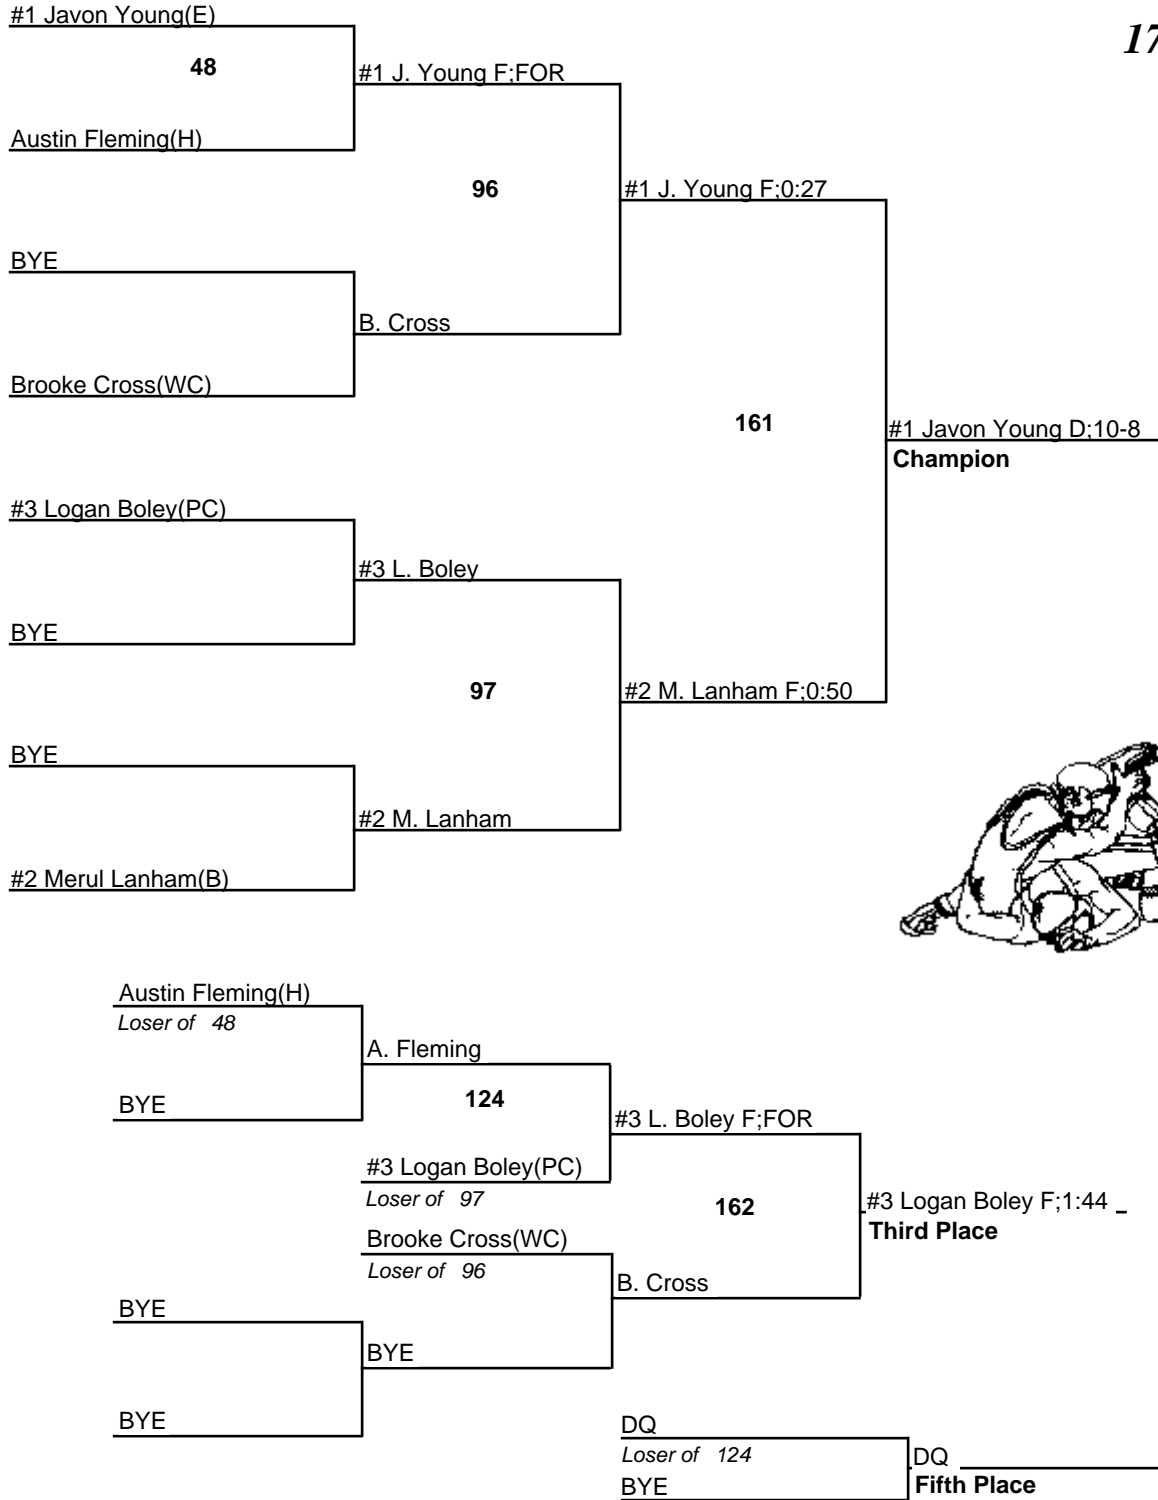 #1 Javon Young(E)
17
48
#1 J. Young F;FOR
Austin Fleming(H)
96
#1 J. Young F;0:27
BYE
B. Cross
Brooke Cross(WC)
161
#1 Javon Young D;10-8
Champion
#3 Logan Boley(PC)
#3 L. Boley
BYE
97
#2 M. Lanham F;0:50
BYE
#2 M. Lanham
#2 Merul Lanham(B)
Austin Fleming(H)
Loser of 48
A. Fleming
BYE
124
#3 L. Boley F;FOR
#3 Logan Boley(PC)
Loser of 97
162
#3 Logan Boley F;1:44
Third Place
Brooke Cross(WC)
Loser of 96
B. Cross
BYE
BYE
BYE
DQ
Loser of 124
DQ
BYE
Fifth Place